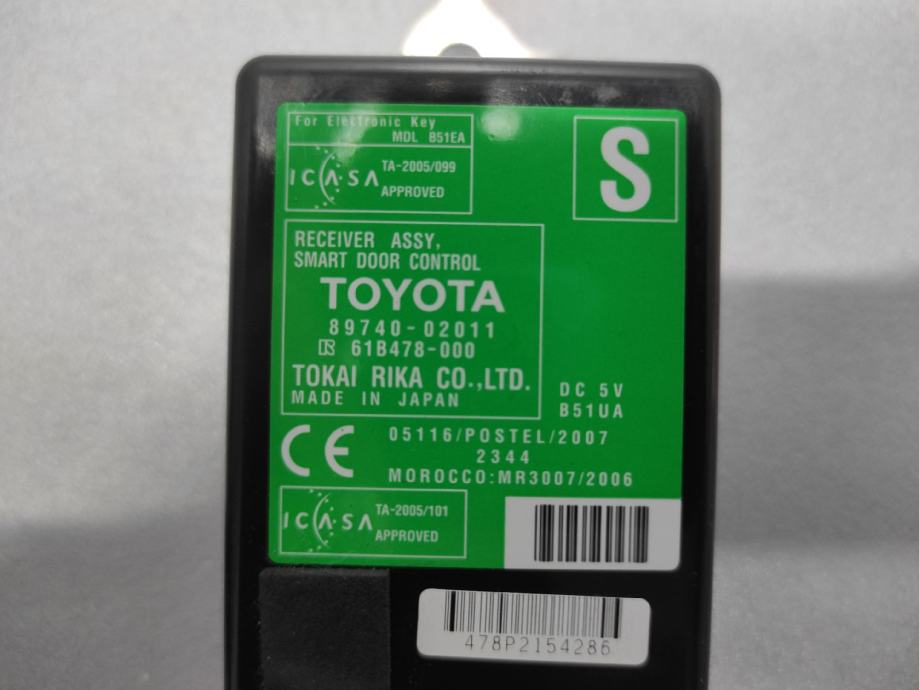 For Electronic Key
MDL B51EA
ICASA
TA-2005/099
APPROVED
S
RECEIVER ASSY,
SMART DOOR CONTROL
TOYOTA
89740-02011
61B478-000
TOKAI RIKA CO.,LTD.
MADE IN JAPAN
DC 5V
B51UA
CE
05116/POSTEL/2007
2344
MOROCCO:MR3007/2006
ICASA
TA-2005/101
APPROVED
478P2154286